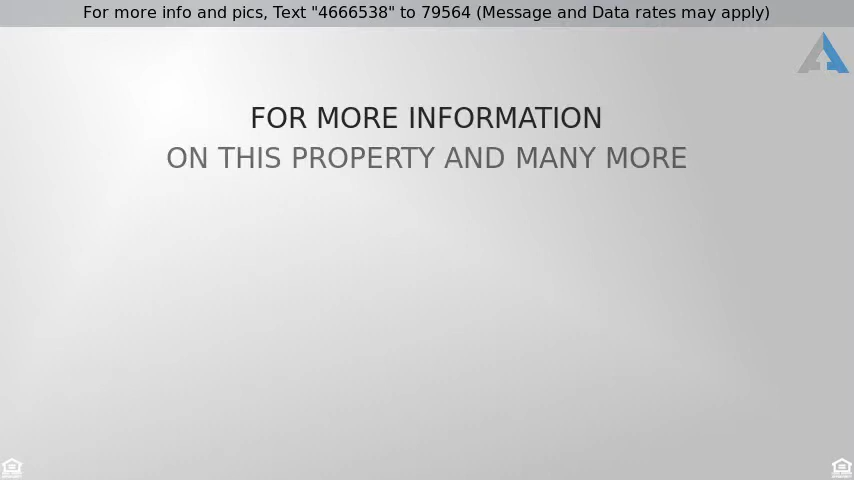 For more info and pics, Text "4666538" to 79564 (Message and Data rates may apply)
FOR MORE INFORMATION
ON THIS PROPERTY AND MANY MORE